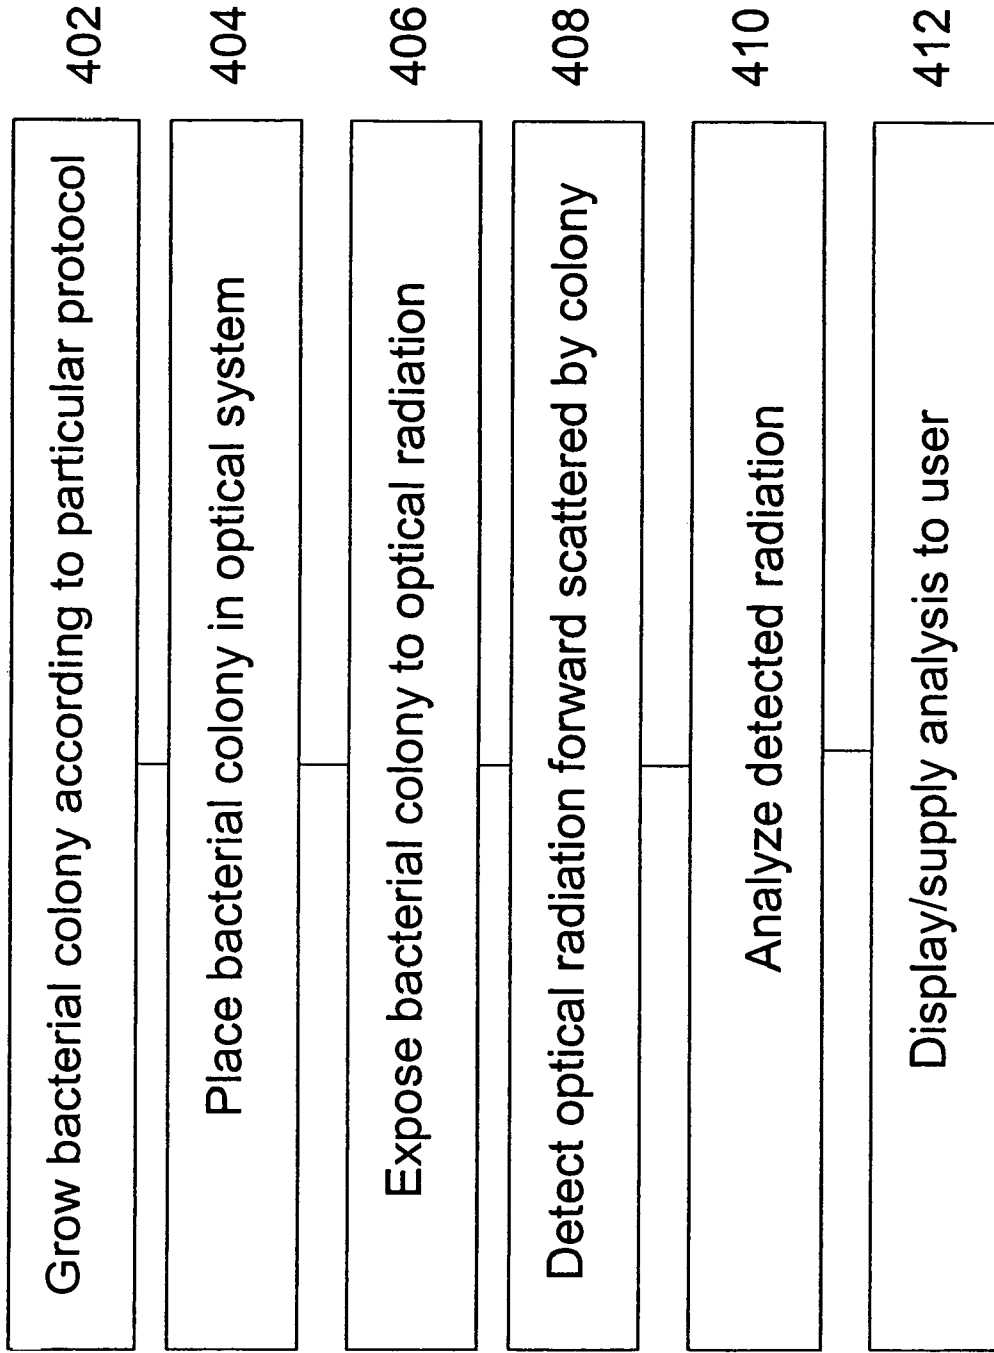 Grow bacterial colony according to particular protocol 402
Place bacterial colony in optical system 404
Expose bacterial colony to optical radiation 406
Detect optical radiation forward scattered by colony 408
Analyze detected radiation 410
Display/supply analysis to user 412